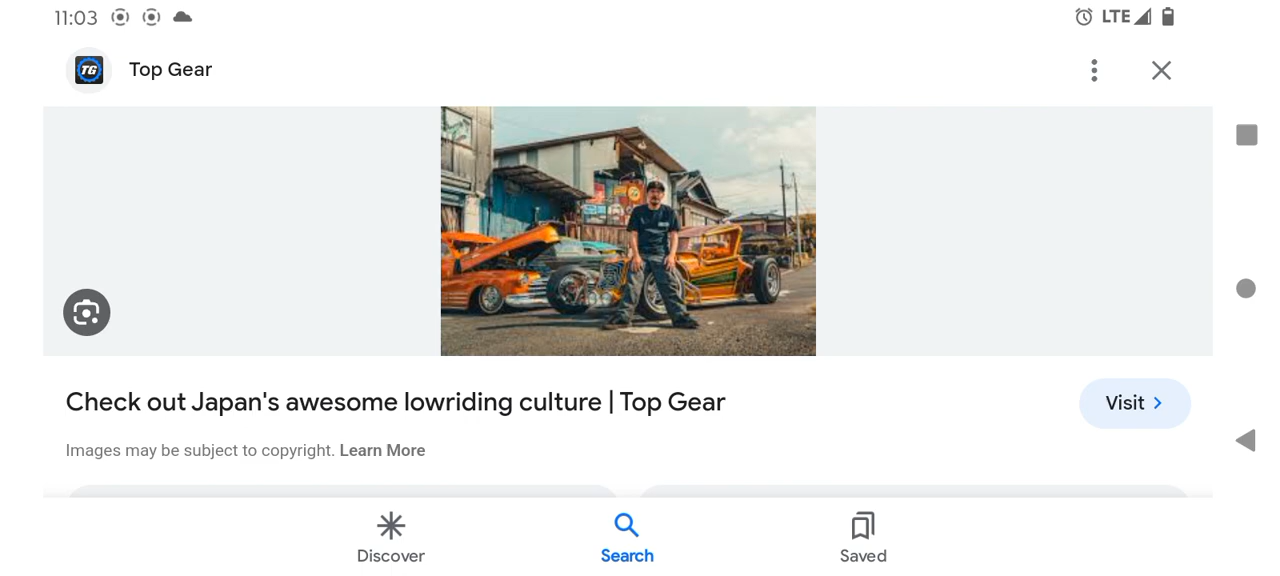 11:03
LTE
TG
Top Gear
Check out Japan's awesome lowriding culture | Top Gear
Visit
Images may be subject to copyright. Learn More
Discover
Search
Saved